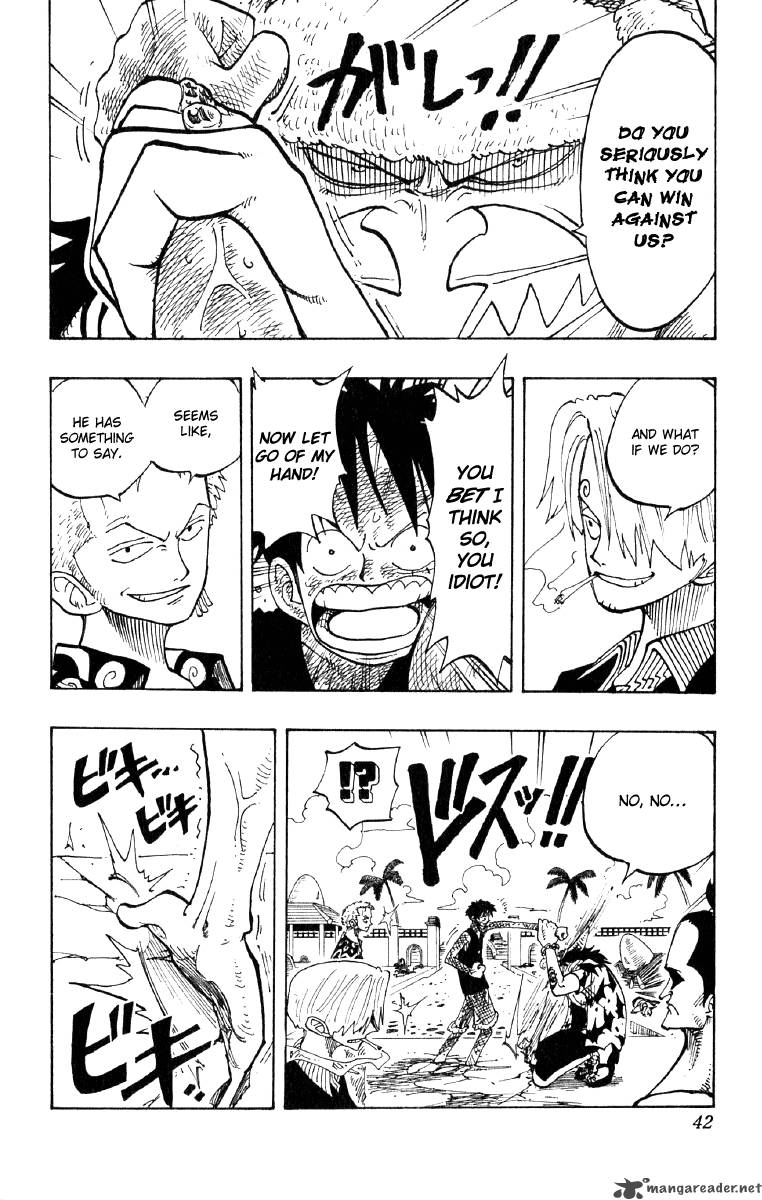 ガしっ!!
DO YOU
SERIOUSLY
THINK YOU
CAN WIN
AGAINST
US?
AND WHAT
IF WE DO?
YOU
BET I
THINK
SO,
YOU
IDIOT!
NOW LET
GO OF MY
HAND!
SEEMS
LIKE,
HE HAS
SOMETHING
TO SAY.
NO, NO...
ドスッ!!
!?
ビキ...
ビキ
ビキ
42
mangareader.net